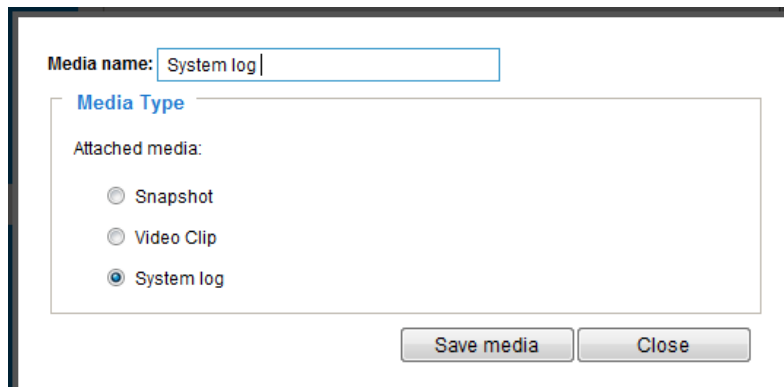 Media name: System log
Media Type
Attached media:
Snapshot
Video Clip
System log
Save media Close